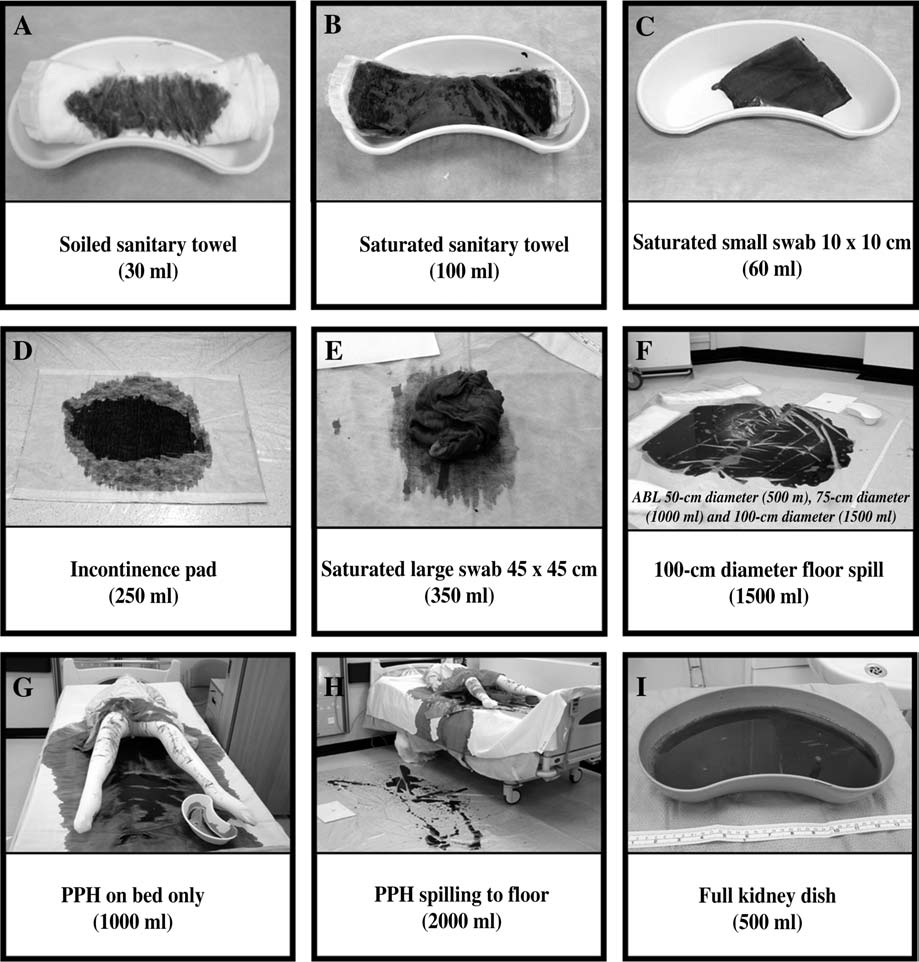 A
Soiled sanitary towel
(30 ml)
B
Saturated sanitary towel
(100 ml)
C
Saturated small swab 10 x 10 cm
(60 ml)
D
Incontinence pad
(250 ml)
E
Saturated large swab 45 x 45 cm
(350 ml)
F
ABL 50-cm diameter (500 m), 75-cm diameter
(1000 ml) and 100-cm diameter (1500 ml)
100-cm diameter floor spill
(1500 ml)
G
PPH on bed only
(1000 ml)
H
PPH spilling to floor
(2000 ml)
I
Full kidney dish
(500 ml)